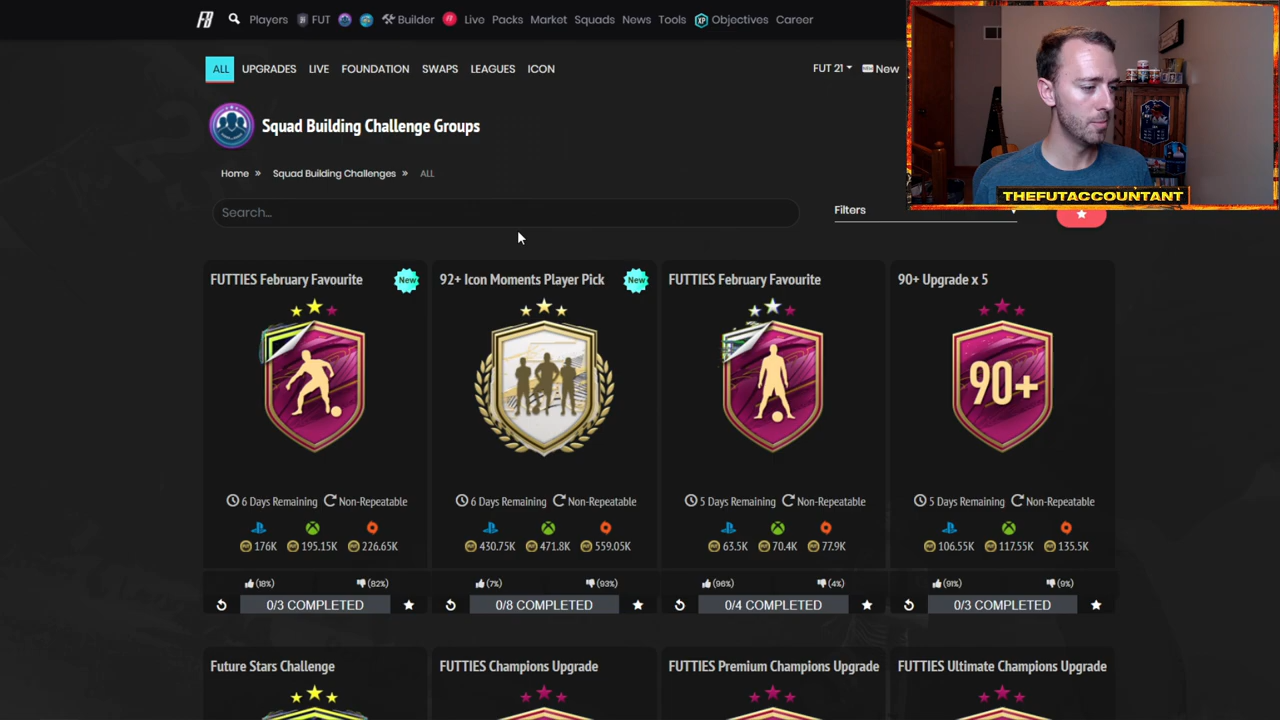 FB Players FUT Builder Live Packs Market Squads News Tools XP Objectives Career
ALL UPGRADES LIVE FOUNDATION SWAPS LEAGUES ICON FUT 21 New
Squad Building Challenge Groups
Home » Squad Building Challenges » ALL
Search...
Filters
THEFUTACCOUNTANT
FUTTIES February Favourite New
92+ Icon Moments Player Pick New
FUTTIES February Favourite
90+ Upgrade x 5
90+
6 Days Remaining Non-Repeatable
6 Days Remaining Non-Repeatable
5 Days Remaining Non-Repeatable
5 Days Remaining Non-Repeatable
176K 195.15K 226.65K
430.75K 471.8K 559.05K
63.5K 70.4K 77.9K
106.55K 117.55K 135.5K
(18%) (82%)
(7%) (93%)
(96%) (4%)
(91%) (9%)
0/3 COMPLETED
0/8 COMPLETED
0/4 COMPLETED
0/3 COMPLETED
Future Stars Challenge
FUTTIES Champions Upgrade
FUTTIES Premium Champions Upgrade
FUTTIES Ultimate Champions Upgrade